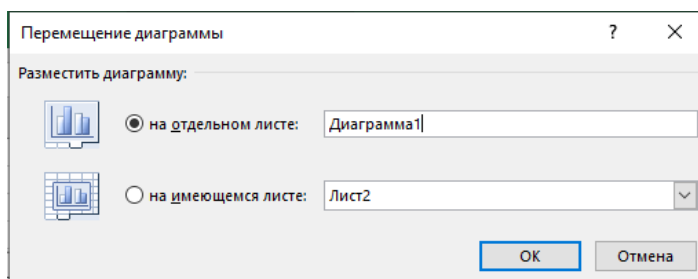 Перемещение диаграммы ?
Разместить диаграмму:
на отдельном листе: Диаграмма1
на имеющемся листе: Лист2
ОК Отмена